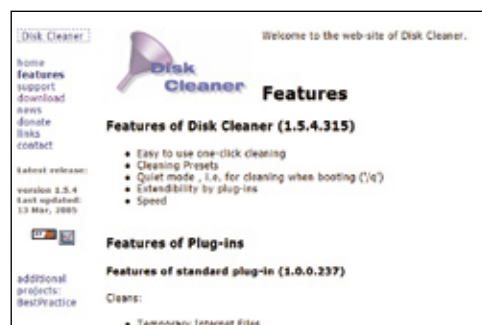 Disk Cleaner
home
features
support
download
news
donate
links
contact
Latest release:
version 1.5.4
Last updated:
13 Mar, 2005
additional
projects:
BestPractice
Welcome to the web-site of Disk Cleaner.
Disk
Cleaner
Features
Features of Disk Cleaner (1.5.4.315)
Easy to use one-click cleaning
Cleaning Presets
Quiet mode , i.e. for cleaning when booting ('/q')
Extendibility by plug-ins
Speed
Features of Plug-ins
Features of standard plug-in (1.0.0.237)
Cleans:
Temporary Internet Files